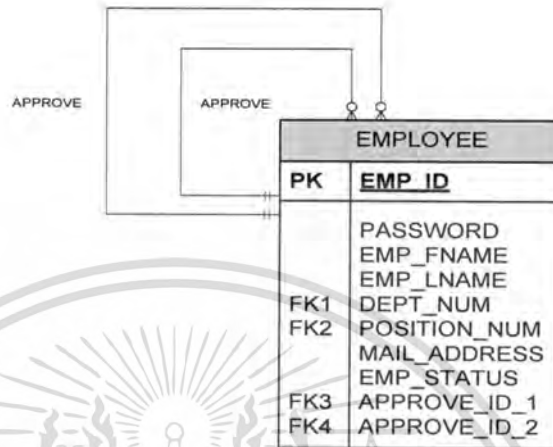 APPROVE
APPROVE
EMPLOYEE
PK EMP_ID
PASSWORD
EMP_FNAME
EMP_LNAME
FK1 DEPT_NUM
FK2 POSITION_NUM
MAIL_ADDRESS
EMP_STATUS
FK3 APPROVE_ID_1
FK4 APPROVE_ID_2